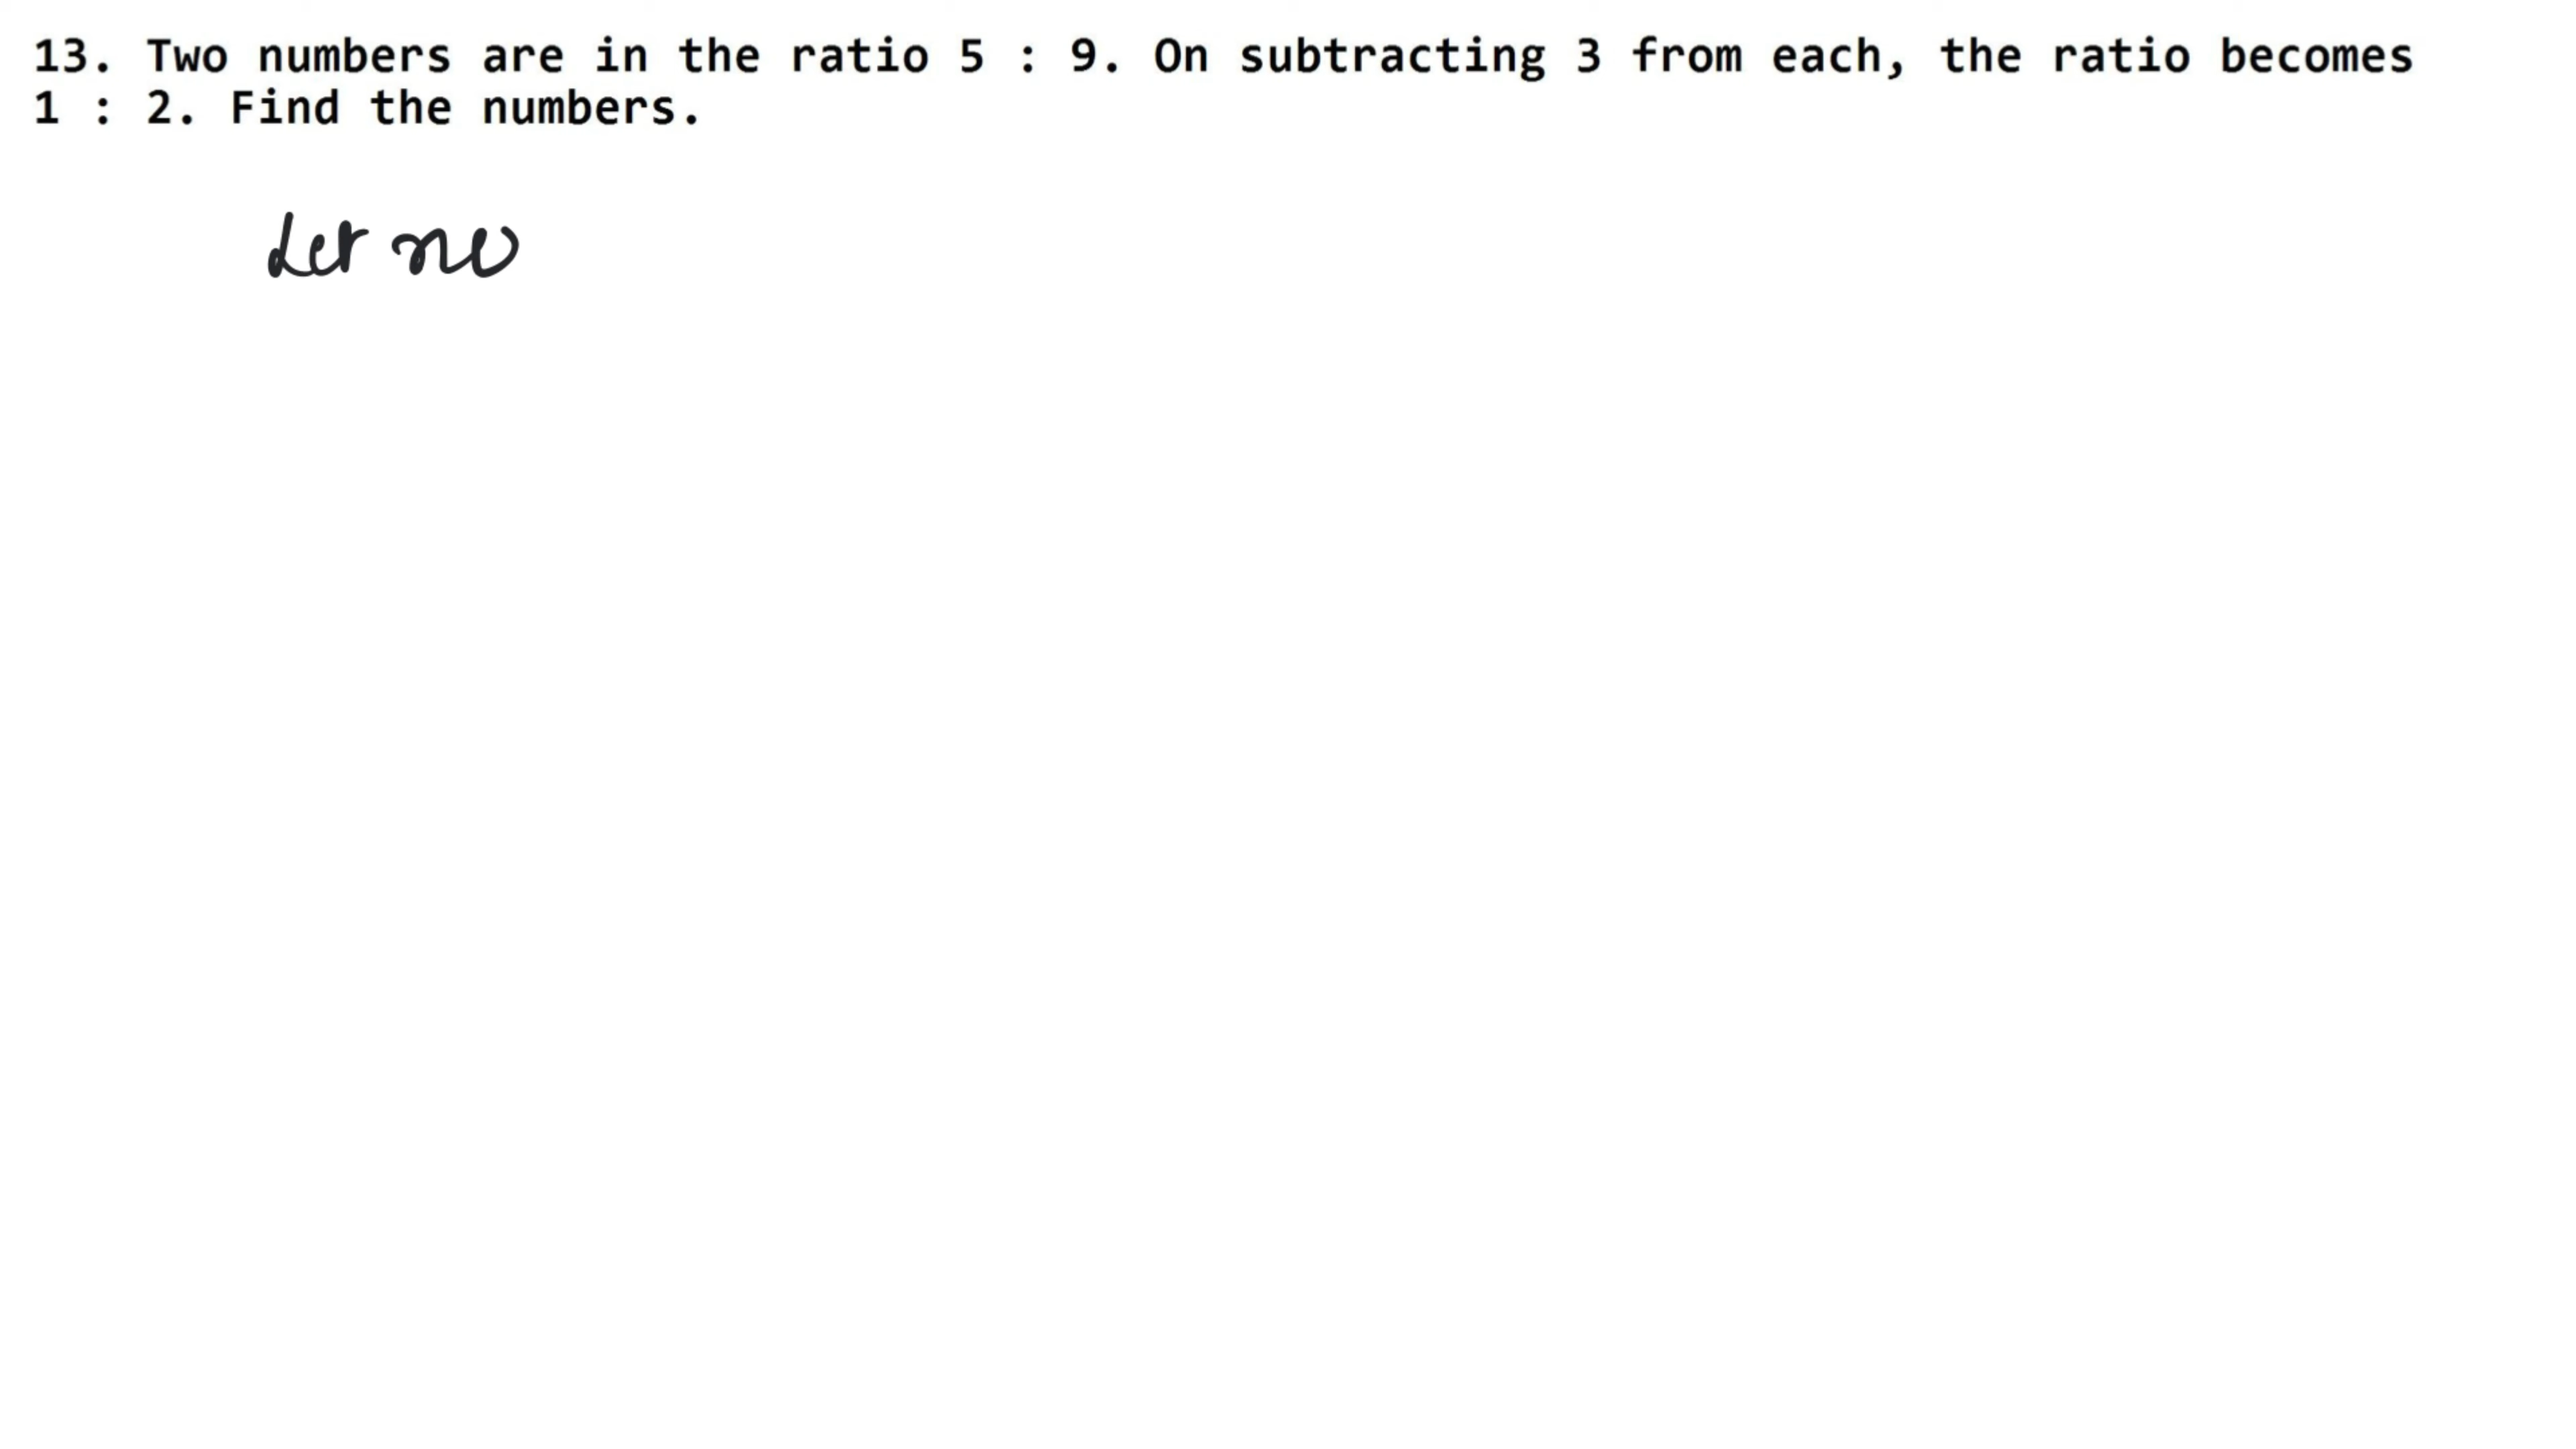 13. Two numbers are in the ratio 5 : 9. On subtracting 3 from each, the ratio becomes
1 : 2. Find the numbers.
Let no